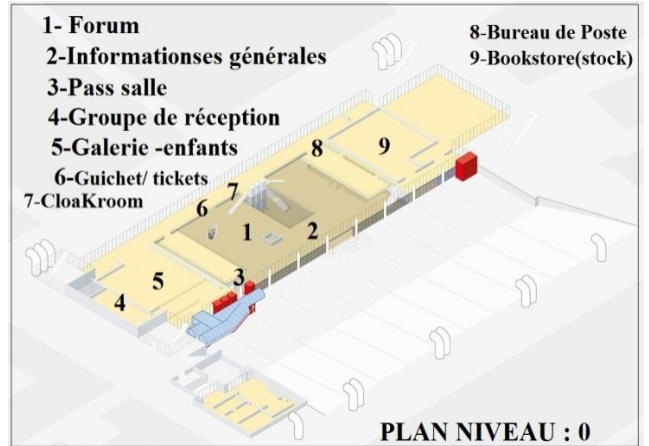 1- Forum
2-Informationses générales
3-Pass salle
4-Groupe de réception
5-Galerie -enfants
6-Guichet/ tickets
7-CloaKroom
8-Bureau de Poste
9-Bookstore(stock)
8
9
7
6
1
2
5
3
4
PLAN NIVEAU : 0